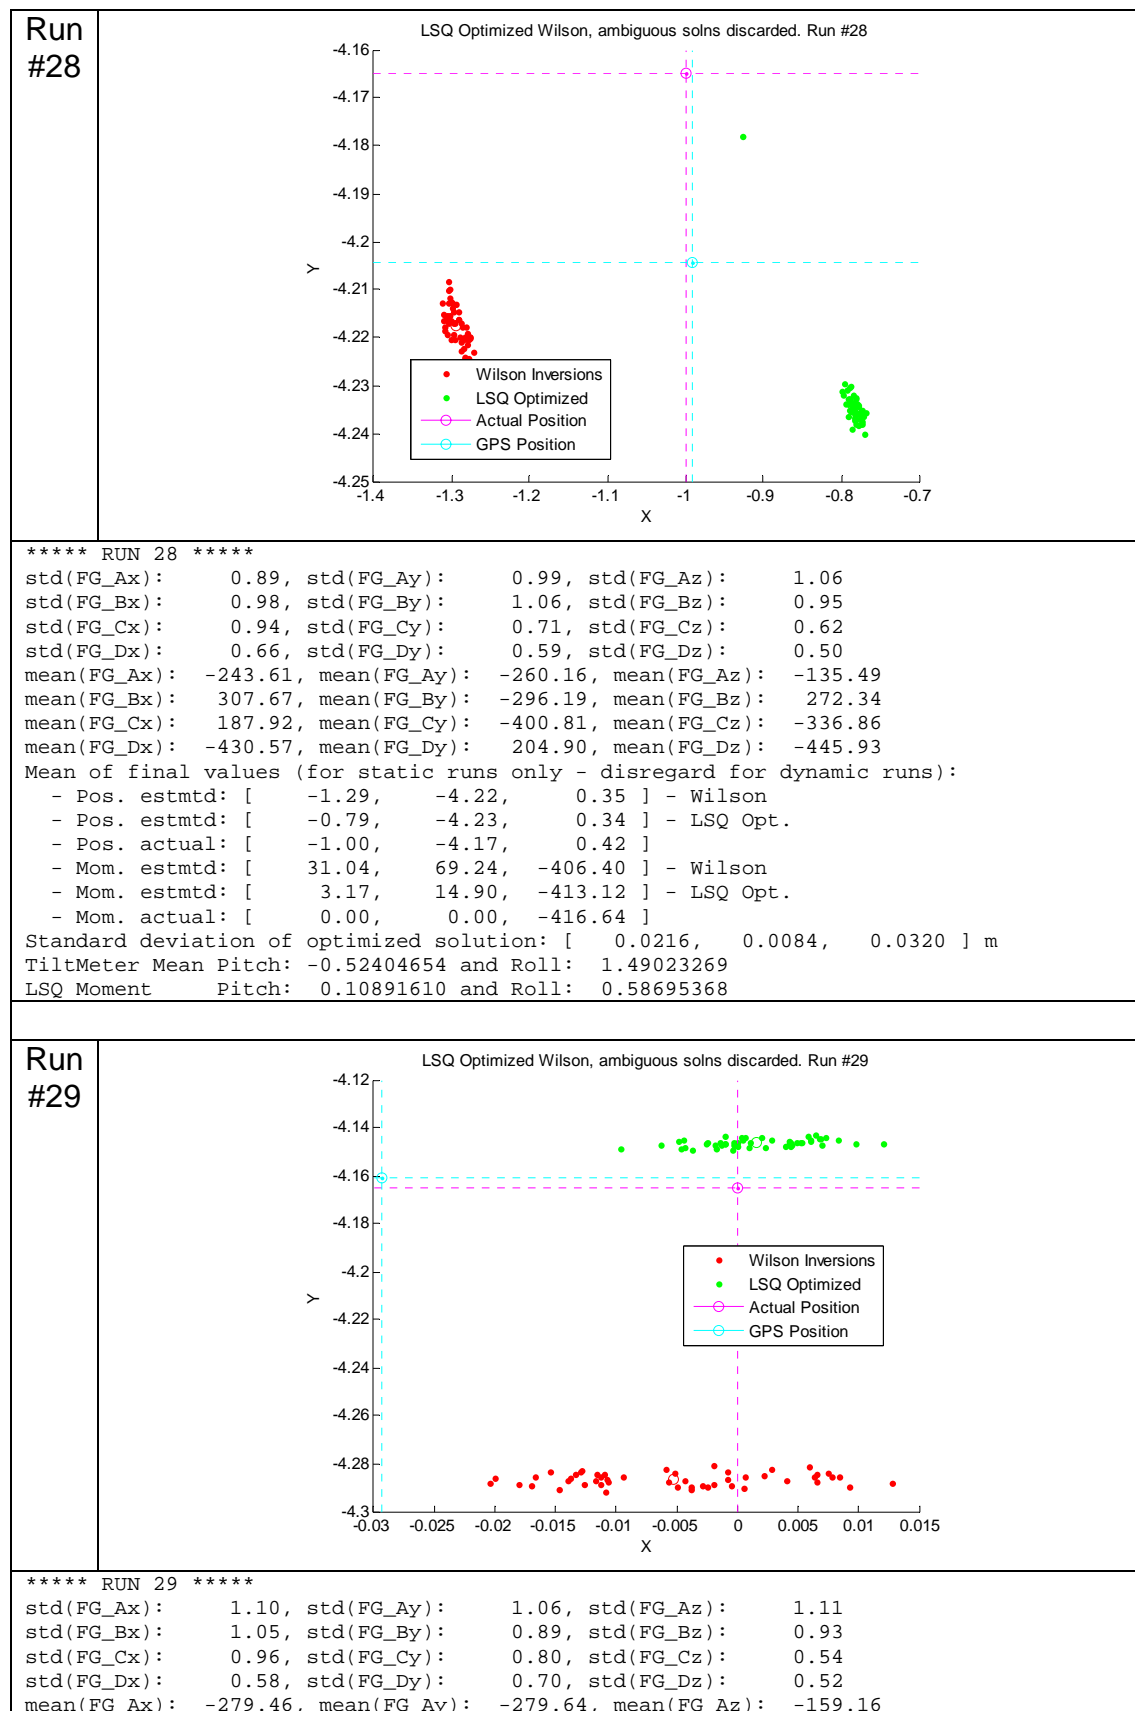 Run
#28
LSQ Optimized Wilson, ambiguous solns discarded. Run #28
-4.16
-4.17
-4.18
-4.19
-4.2
-4.21
-4.22
-4.23
-4.24
-4.25
Y
Wilson Inversions
LSQ Optimized
Actual Position
GPS Position
-1.4 -1.3 -1.2 -1.1 -1 -0.9 -0.8 -0.7
X
***** RUN 28 *****
std(FG_Ax): 0.89, std(FG_Ay): 0.99, std(FG_Az): 1.06
std(FG_Bx): 0.98, std(FG_By): 1.06, std(FG_Bz): 0.95
std(FG_Cx): 0.94, std(FG_Cy): 0.71, std(FG_Cz): 0.62
std(FG_Dx): 0.66, std(FG_Dy): 0.59, std(FG_Dz): 0.50
mean(FG_Ax): -243.61, mean(FG_Ay): -260.16, mean(FG_Az): -135.49
mean(FG_Bx): 307.67, mean(FG_By): -296.19, mean(FG_Bz): 272.34
mean(FG_Cx): 187.92, mean(FG_Cy): -400.81, mean(FG_Cz): -336.86
mean(FG_Dx): -430.57, mean(FG_Dy): 204.90, mean(FG_Dz): -445.93
Mean of final values (for static runs only - disregard for dynamic runs):
- Pos. estmtd: [ -1.29, -4.22, 0.35 ] - Wilson
- Pos. estmtd: [ -0.79, -4.23, 0.34 ] - LSQ Opt.
- Pos. actual: [ -1.00, -4.17, 0.42 ]
- Mom. estmtd: [ 31.04, 69.24, -406.40 ] - Wilson
- Mom. estmtd: [ 3.17, 14.90, -413.12 ] - LSQ Opt.
- Mom. actual: [ 0.00, 0.00, -416.64 ]
Standard deviation of optimized solution: [ 0.0216, 0.0084, 0.0320 ] m
TiltMeter Mean Pitch: -0.52404654 and Roll: 1.49023269
LSQ Moment Pitch: 0.10891610 and Roll: 0.58695368
Run
#29
LSQ Optimized Wilson, ambiguous solns discarded. Run #29
-4.12
-4.14
-4.16
-4.18
-4.2
-4.22
-4.24
-4.26
-4.28
-4.3
Y
Wilson Inversions
LSQ Optimized
Actual Position
GPS Position
-0.03 -0.025 -0.02 -0.015 -0.01 -0.005 0 0.005 0.01 0.015
X
***** RUN 29 *****
std(FG_Ax): 1.10, std(FG_Ay): 1.06, std(FG_Az): 1.11
std(FG_Bx): 1.05, std(FG_By): 0.89, std(FG_Bz): 0.93
std(FG_Cx): 0.96, std(FG_Cy): 0.80, std(FG_Cz): 0.54
std(FG_Dx): 0.58, std(FG_Dy): 0.70, std(FG_Dz): 0.52
mean(FG_Ax): -279.46, mean(FG_Ay): -279.64, mean(FG_Az): -159.16